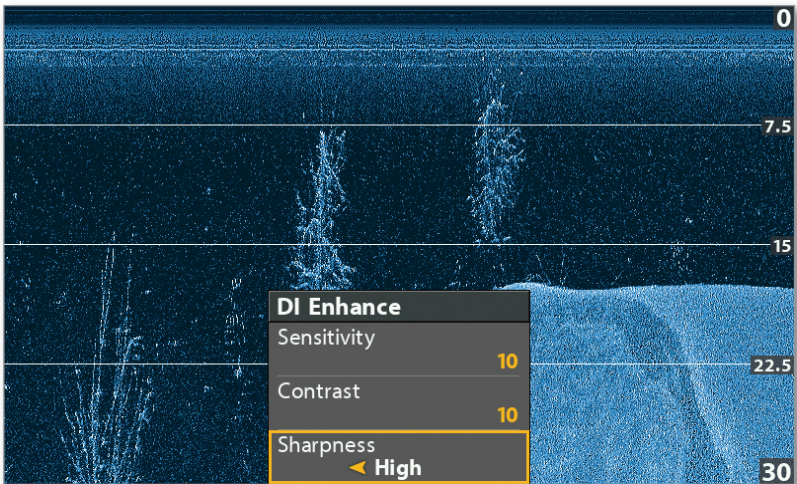 0
7.5
15
DI Enhance
Sensitivity
10
22.5
Contrast
10
Sharpness
High
30